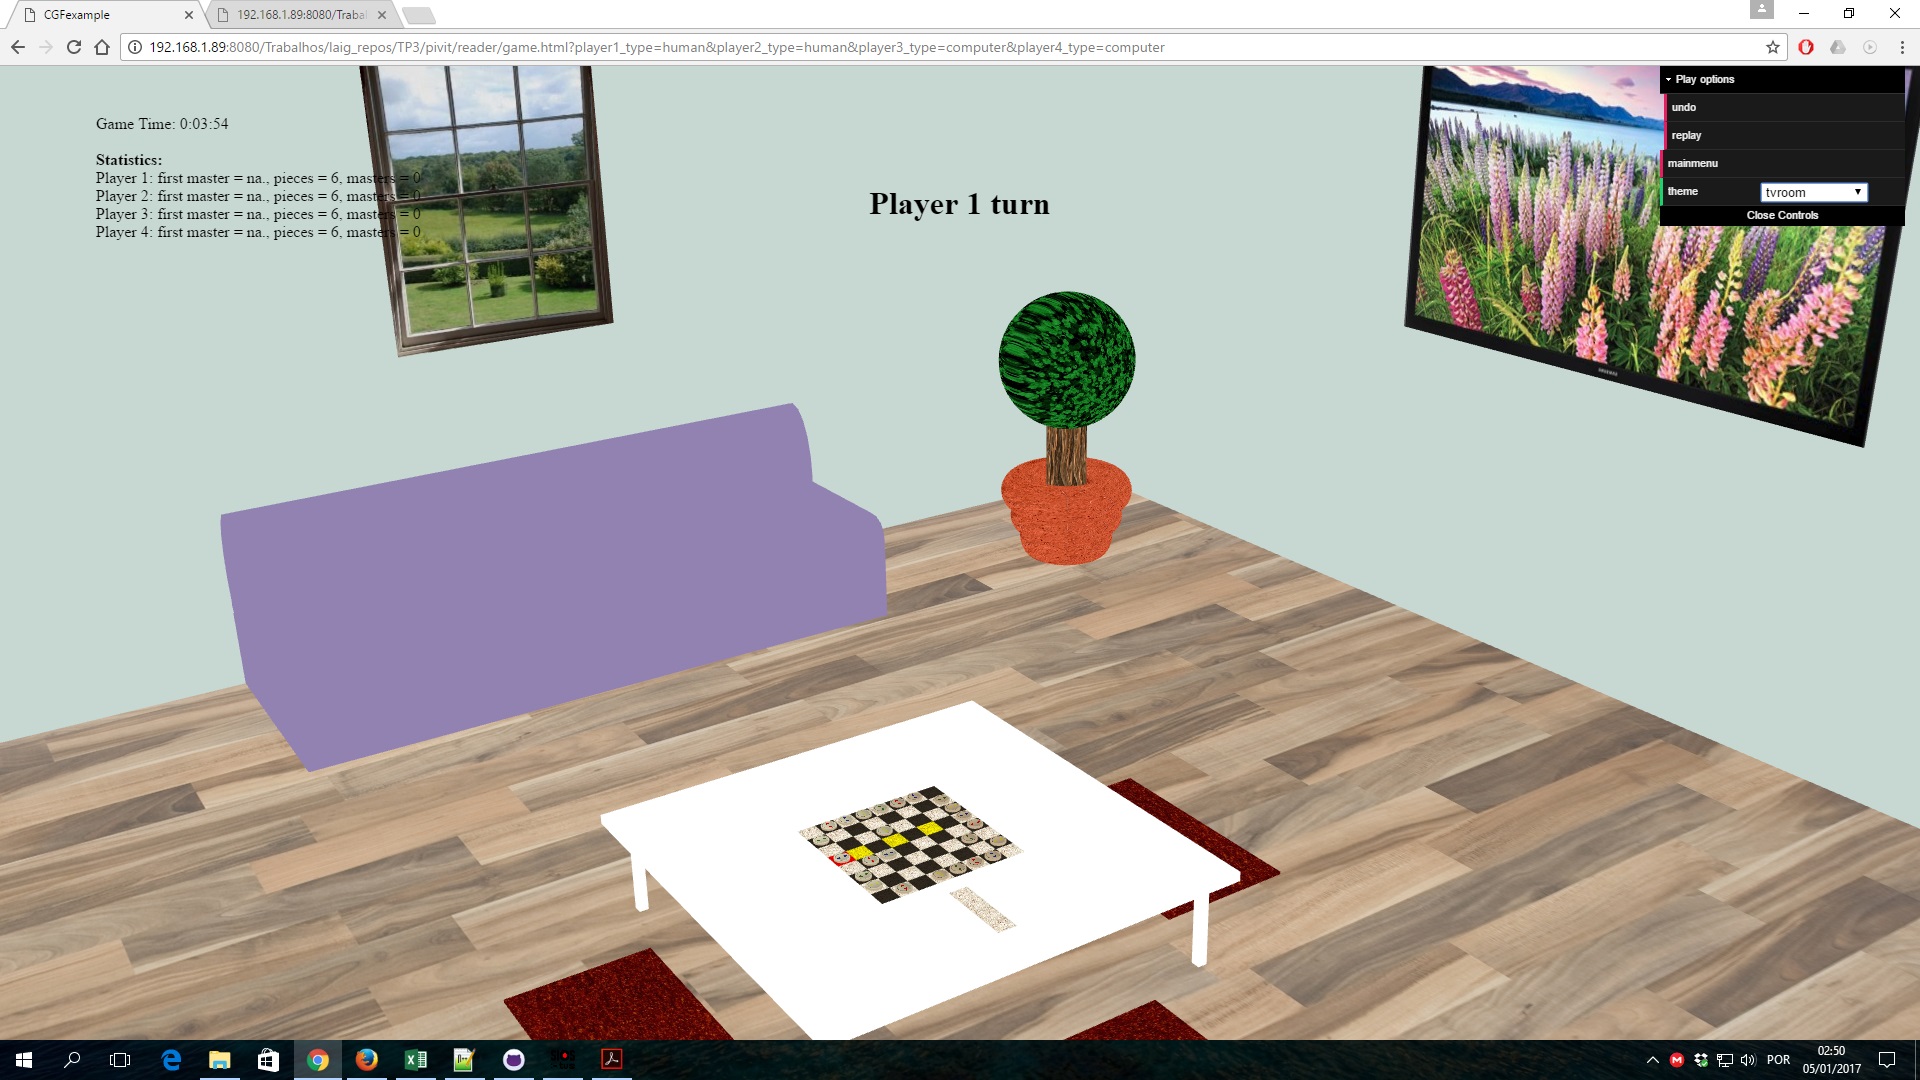 CGFexample
192.168.1.89:8080/Traba
192.168.1.89:8080/Trabalhos/laig_repos/TP3/pivit/reader/game.html?player1_type=human&player2_type=human&player3_type=computer&player4_type=computer
Play options
undo
replay
mainmenu
theme tvroom
Close Controls
Game Time: 0:03:54
Statistics:
Player 1: first master = na., pieces = 6, masters = 0
Player 2: first master = na., pieces = 6, masters = 0
Player 3: first master = na., pieces = 6, masters = 0
Player 4: first master = na., pieces = 6, masters = 0
Player 1 turn
POR
02:50
05/01/2017